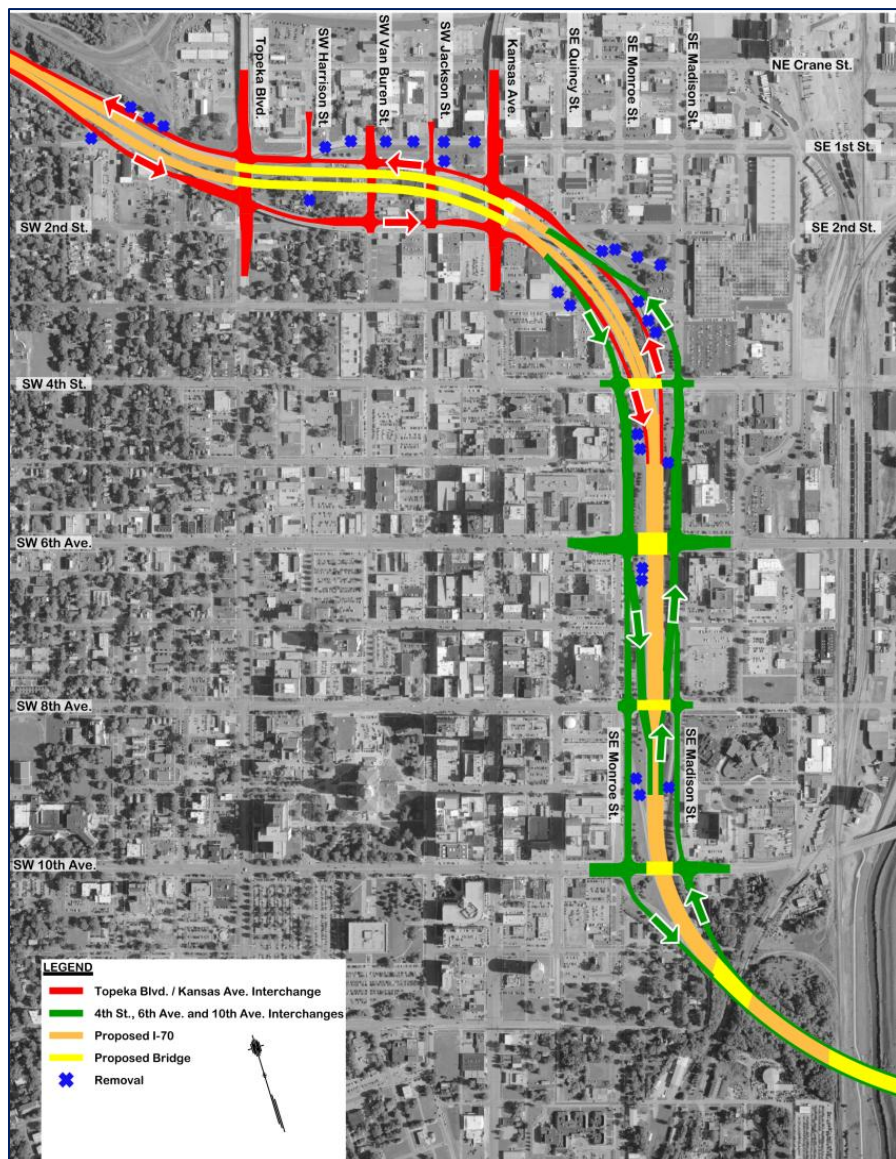 Topeka Blvd.
SW Harrison St.
SW Van Buren St.
SW Jackson St.
Kansas Ave.
SE Quincy St.
SE Monroe St.
SE Madison St.
NE Crane St.
SE 1st St.
SW 2nd St.
SE 2nd St.
SW 4th St.
SW 6th Ave.
SW 8th Ave.
SE Monroe St.
SE Madison St.
SW 10th Ave.
LEGEND
Topeka Blvd. / Kansas Ave. Interchange
4th St., 6th Ave. and 10th Ave. Interchanges
Proposed I-70
Proposed Bridge
Removal